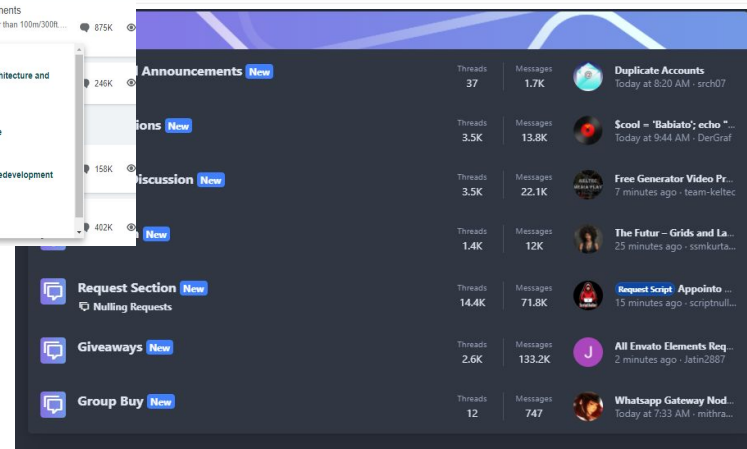 ments
r than 100m/300ft....
875K
hitecture and
246K
e
158K
edevelopment
402K
Announcements New
Threads
37
Messages
1.7K
Duplicate Accounts
Today at 8:20 AM · srch07
ions New
Threads
3.5K
Messages
13.8K
$cool = 'Babiato'; echo "...
Today at 9:44 AM · DerGraf
Discussion New
Threads
3.5K
Messages
22.1K
Free Generator Video Pr...
7 minutes ago · team-keltec
New
Threads
1.4K
Messages
12K
The Futur – Grids and La...
25 minutes ago · ssmkurta...
Request Section New
Nulling Requests
Threads
14.4K
Messages
71.8K
Request Script Appointo ...
15 minutes ago · scriptnull...
Giveaways New
Threads
2.6K
Messages
133.2K
J
All Envato Elements Req...
2 minutes ago · Jatin2887
Group Buy New
Threads
12
Messages
747
Whatsapp Gateway Nod...
Today at 7:33 AM · mithra...